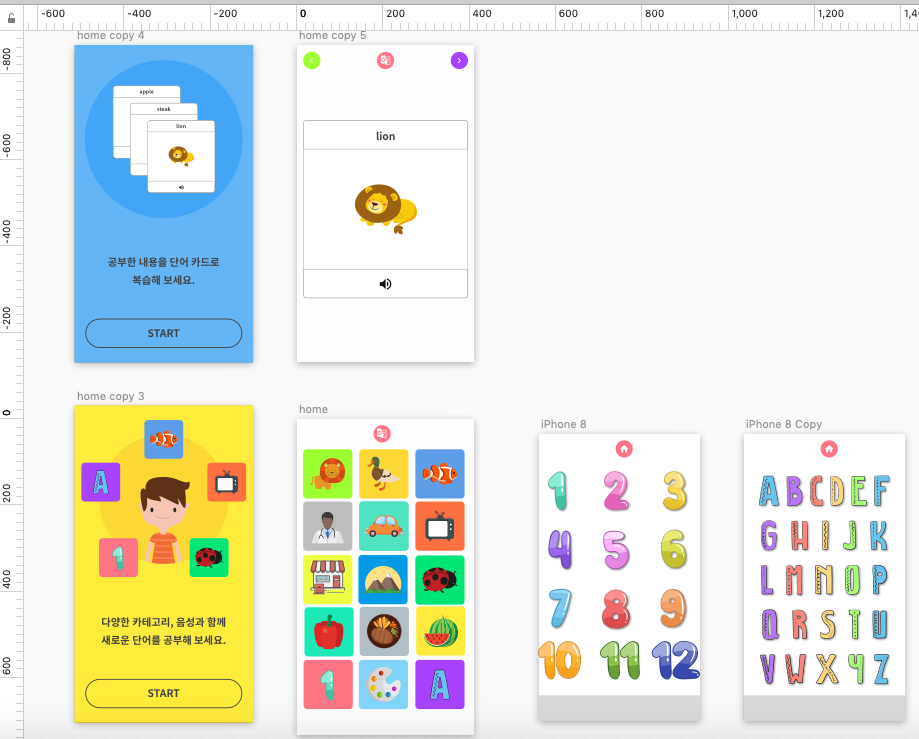 -600 -400 -200 0 200 400 600 800 1,000 1,200 1,4
-800
-600
-400
-200
0
200
400
600
home copy 4
apple
steak
lion
공부한 내용을 단어 카드로
복습해 보세요.
START
home copy 5
lion
home copy 3
A
1
다양한 카테고리, 음성과 함께
새로운 단어를 공부해 보세요.
START
home
1 A
iPhone 8
1 2 3
4 5 6
7 8 9
10 11 12
iPhone 8 Copy
A B C D E F
G H I J K
L M N O P
Q R S T U
V W X Y Z